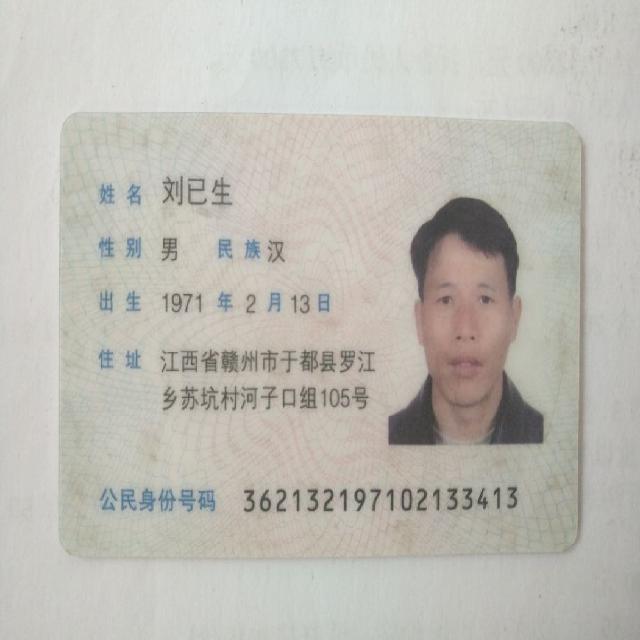 姓名 刘已生
性别 男 民族 汉
出生 1971 年 2 月 13 日
住址 江西省赣州市于都县罗江
乡苏坑村河子口组105号
公民身份号码 362132197102133413